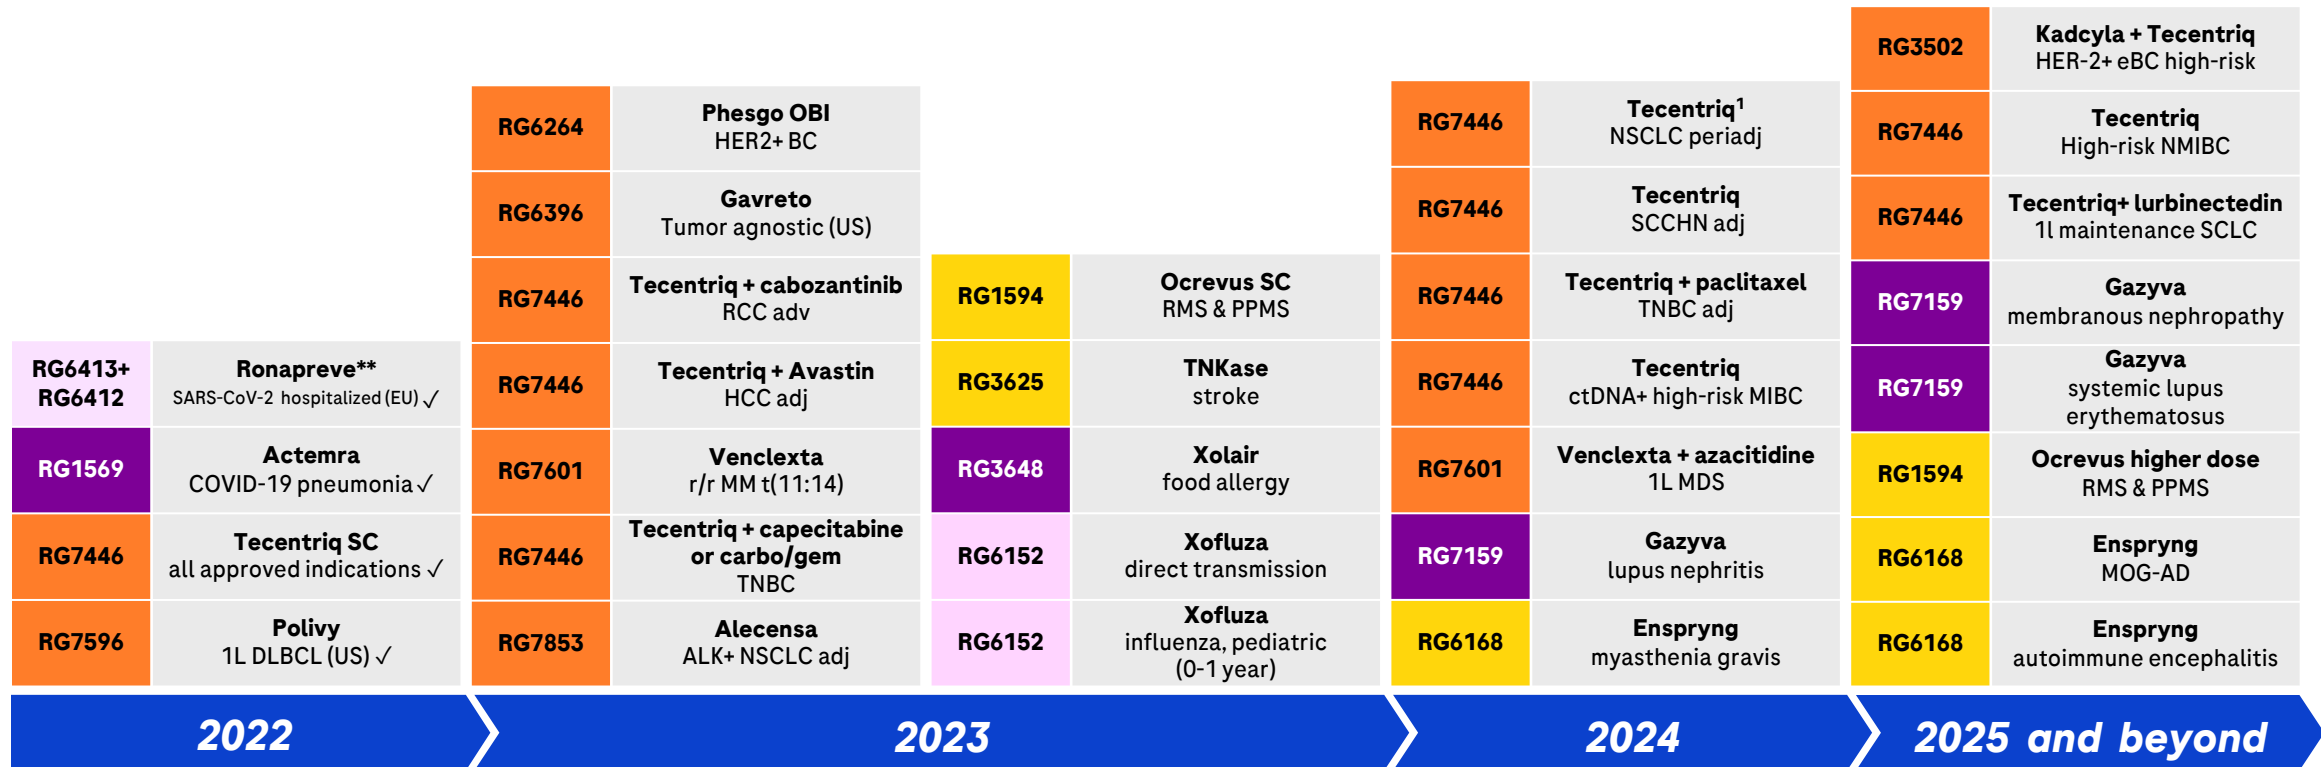 RG6413+
RG6412
Ronapreve**
SARS-CoV-2 hospitalized (EU) ✓
RG1569
Actemra
COVID-19 pneumonia ✓
RG7446
Tecentriq SC
all approved indications ✓
RG7596
Polivy
1L DLBCL (US) ✓
RG6264
Phesgo OBI
HER2+ BC
RG6396
Gavreto
Tumor agnostic (US)
RG7446
Tecentriq + cabozantinib
RCC adv
RG7446
Tecentriq + Avastin
HCC adj
RG7601
Venclexta
r/r MM t(11:14)
RG7446
Tecentriq + capecitabine
or carbo/gem
TNBC
RG7853
Alecensa
ALK+ NSCLC adj
RG1594
Ocrevus SC
RMS & PPMS
RG3625
TNKase
stroke
RG3648
Xolair
food allergy
RG6152
Xofluza
direct transmission
RG6152
Xofluza
influenza, pediatric
(0-1 year)
RG7446
Tecentriq¹
NSCLC periadj
RG7446
Tecentriq
SCCHN adj
RG7446
Tecentriq + paclitaxel
TNBC adj
RG7446
Tecentriq
ctDNA+ high-risk MIBC
RG7601
Venclexta + azacitidine
1L MDS
RG7159
Gazyva
lupus nephritis
RG6168
Enspryng
myasthenia gravis
RG3502
Kadcyla + Tecentriq
HER-2+ eBC high-risk
RG7446
Tecentriq
High-risk NMIBC
RG7446
Tecentriq+ lurbinectedin
1l maintenance SCLC
RG7159
Gazyva
membranous nephropathy
RG7159
Gazyva
systemic lupus
erythematosus
RG1594
Ocrevus higher dose
RMS & PPMS
RG6168
Enspryng
MOG-AD
RG6168
Enspryng
autoimmune encephalitis
2022
2023
2024
2025 and beyond